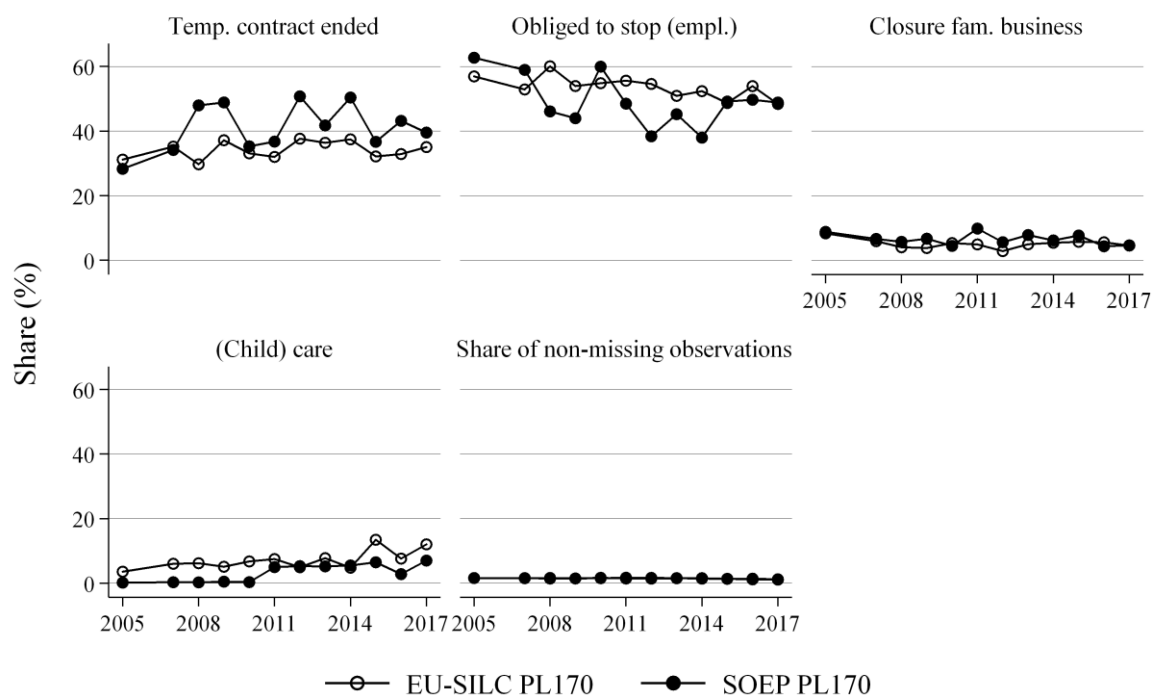 Temp. contract ended
Obliged to stop (empl.)
Closure fam. business
60
40
20
0
2005 2008 2011 2014 2017
Share (%)
(Child) care
Share of non-missing observations
60
40
20
0
2005 2008 2011 2014 2017
2005 2008 2011 2014 2017
EU-SILC PL170
SOEP PL170